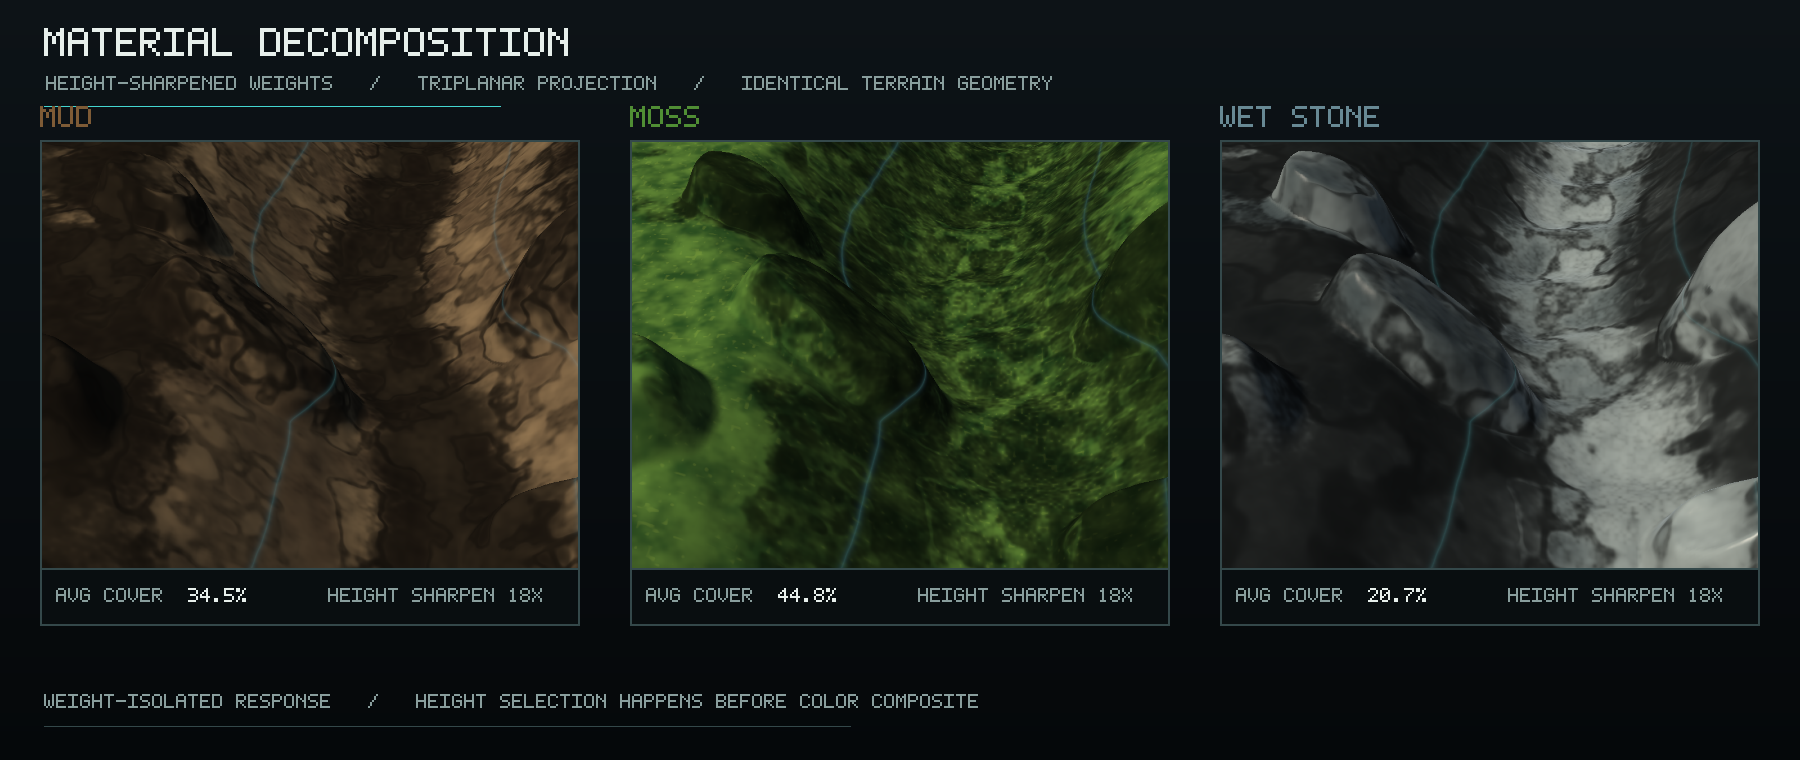 MATERIAL DECOMPOSITION
HEIGHT-SHARPENED WEIGHTS / TRIPLANAR PROJECTION / IDENTICAL TERRAIN GEOMETRY
MUD
MOSS
WET STONE
AVG COVER 34.5% HEIGHT SHARPEN 18X
AVG COVER 44.8% HEIGHT SHARPEN 18X
AVG COVER 20.7% HEIGHT SHARPEN 18X
WEIGHT-ISOLATED RESPONSE / HEIGHT SELECTION HAPPENS BEFORE COLOR COMPOSITE